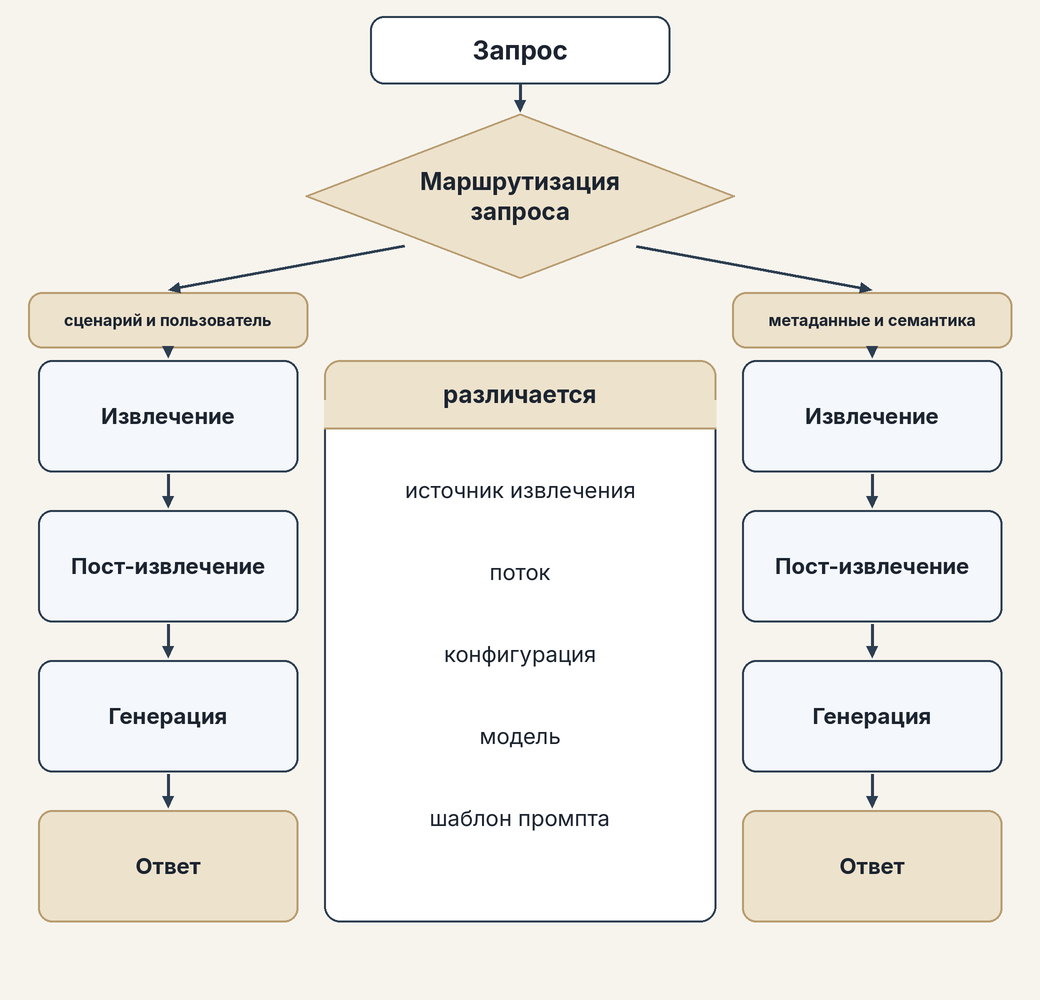 Запрос
Маршрутизация
запроса
сценарий и пользователь
метаданные и семантика
Извлечение
Пост-извлечение
Генерация
Ответ
различается
источник извлечения
поток
конфигурация
модель
шаблон промпта
Извлечение
Пост-извлечение
Генерация
Ответ